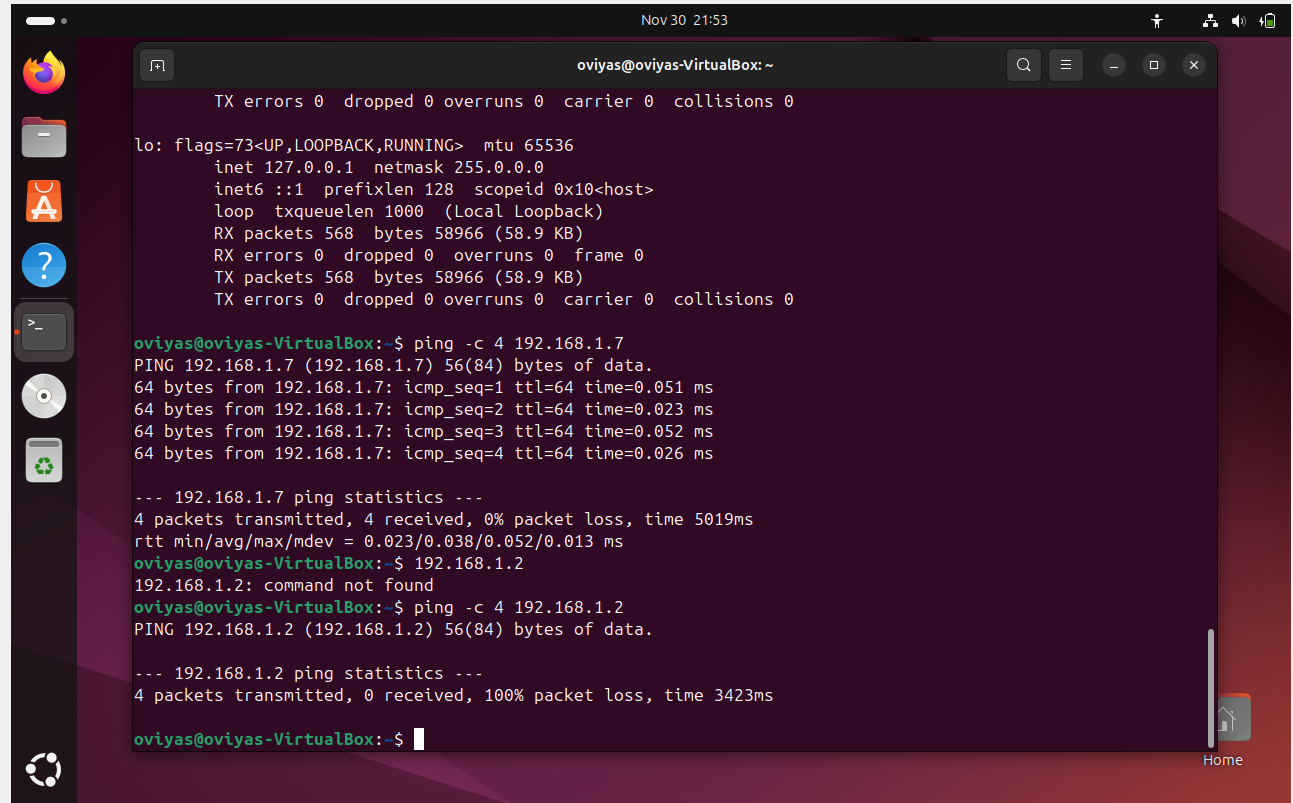 Nov 30 21:53
oviyas@oviyas-VirtualBox: ~
TX errors 0  dropped 0 overruns 0  carrier 0  collisions 0
lo: flags=73<UP,LOOPBACK,RUNNING>  mtu 65536
inet 127.0.0.1  netmask 255.0.0.0
inet6 ::1  prefixlen 128  scopeid 0x10<host>
loop  txqueuelen 1000  (Local Loopback)
RX packets 568  bytes 58966 (58.9 KB)
RX errors 0  dropped 0  overruns 0  frame 0
TX packets 568  bytes 58966 (58.9 KB)
TX errors 0  dropped 0 overruns 0  carrier 0  collisions 0
oviyas@oviyas-VirtualBox:~$ ping -c 4 192.168.1.7
PING 192.168.1.7 (192.168.1.7) 56(84) bytes of data.
64 bytes from 192.168.1.7: icmp_seq=1 ttl=64 time=0.051 ms
64 bytes from 192.168.1.7: icmp_seq=2 ttl=64 time=0.023 ms
64 bytes from 192.168.1.7: icmp_seq=3 ttl=64 time=0.052 ms
64 bytes from 192.168.1.7: icmp_seq=4 ttl=64 time=0.026 ms
--- 192.168.1.7 ping statistics ---
4 packets transmitted, 4 received, 0% packet loss, time 5019ms
rtt min/avg/max/mdev = 0.023/0.038/0.052/0.013 ms
oviyas@oviyas-VirtualBox:~$ 192.168.1.2
192.168.1.2: command not found
oviyas@oviyas-VirtualBox:~$ ping -c 4 192.168.1.2
PING 192.168.1.2 (192.168.1.2) 56(84) bytes of data.
--- 192.168.1.2 ping statistics ---
4 packets transmitted, 0 received, 100% packet loss, time 3423ms
oviyas@oviyas-VirtualBox:~$
Home